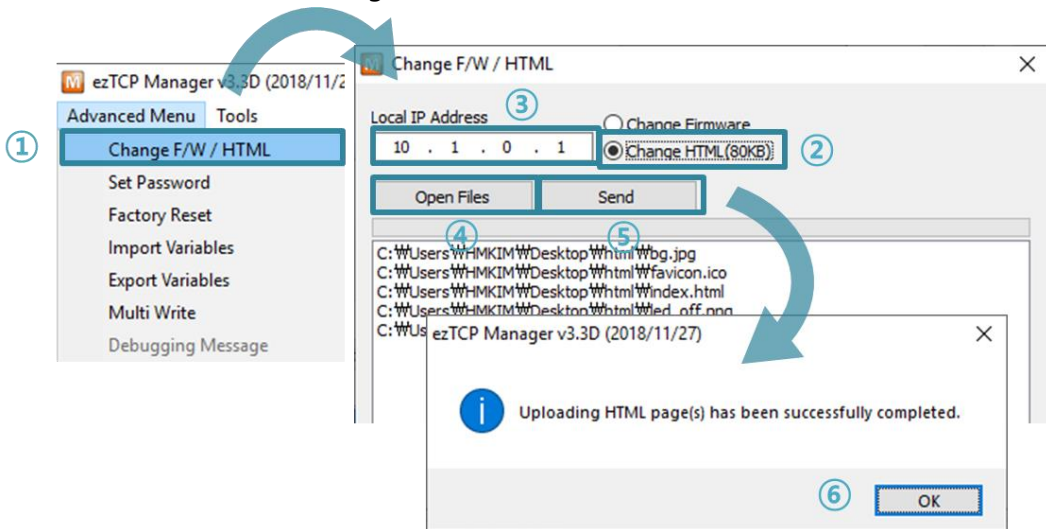 ezTCP Manager v3.3D (2018/11/2
Advanced Menu Tools
①
Change F/W / HTML
Set Password
Factory Reset
Import Variables
Export Variables
Multi Write
Debugging Message
Change F/W / HTML
Local IP Address
③
Change Firmware
10 . 1 . 0 . 1
Change HTML(80KB)
②
Open Files
Send
④
⑤
C:₩Users₩HMKIM₩Desktop₩html₩bg.jpg
C:₩Users₩HMKIM₩Desktop₩html₩favicon.ico
C:₩Users₩HMKIM₩Desktop₩html₩index.html
C:₩Users₩HMKIM₩Desktop₩html₩led_off.png
C:₩Us
ezTCP Manager v3.3D (2018/11/27)
Uploading HTML page(s) has been successfully completed.
⑥
OK